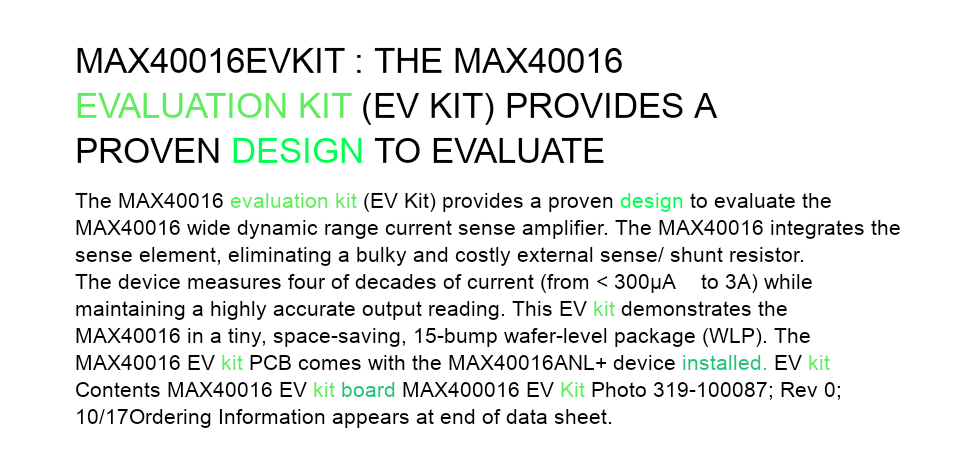 MAX40016EVKIT : THE MAX40016
EVALUATION KIT (EV KIT) PROVIDES A
PROVEN DESIGN TO EVALUATE
The MAX40016 evaluation kit (EV Kit) provides a proven design to evaluate the
MAX40016 wide dynamic range current sense amplifier. The MAX40016 integrates the
sense element, eliminating a bulky and costly external sense/ shunt resistor.
The device measures four of decades of current (from < 300μA to 3A) while
maintaining a highly accurate output reading. This EV kit demonstrates the
MAX40016 in a tiny, space-saving, 15-bump wafer-level package (WLP). The
MAX40016 EV kit PCB comes with the MAX40016ANL+ device installed. EV kit
Contents MAX40016 EV kit board MAX400016 EV Kit Photo 319-100087; Rev 0;
10/17Ordering Information appears at end of data sheet.